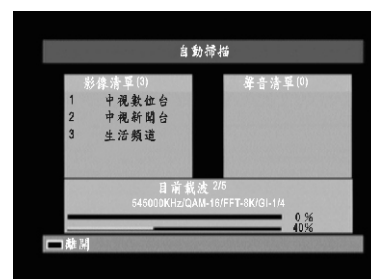 自動掃描
影像清單(3)
聲音清單(0)
1 中視數位台
2 中視新聞台
3 生活頻道
目前載波 2/5
545000KHz/QAM-16/FFT-8K/GI-1/4
0 %
40%
離開